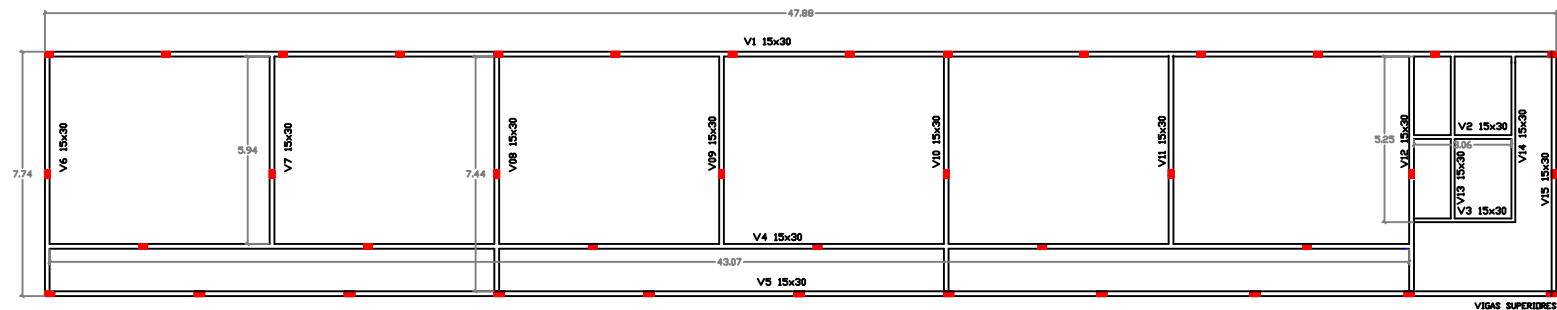 47.88
V1 15x30
V6 15x30
5.94
V7 15x30
7.44
V08 15x30
V09 15x30
V10 15x30
V11 15x30
5.25
V12 15x30
V2 15x30
3.06
V13 15x30
V14 15x30
V15 15x30
7.74
V3 15x30
V4 15x30
43.07
V5 15x30
VIGAS SUPERIORES